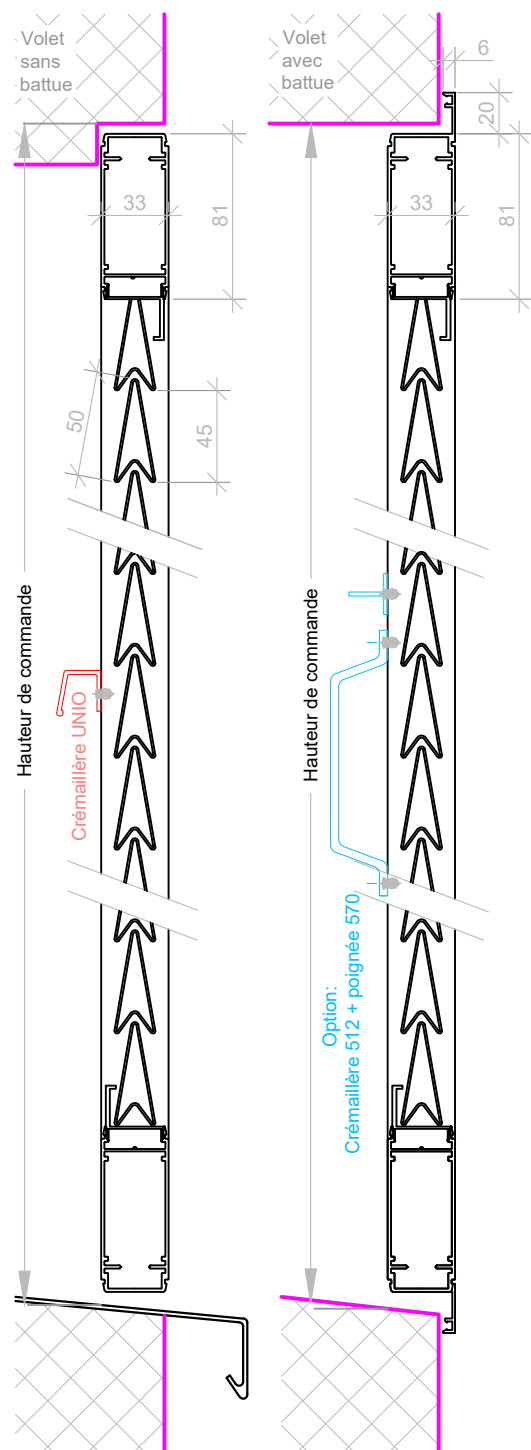 Volet
sans
battue
33
81
50
45
Hauteur de commande
Crémaillère UNIO
Volet
avec
battue
6
20
33
81
Hauteur de commande
Option:
Crémaillère 512 + poignée 570